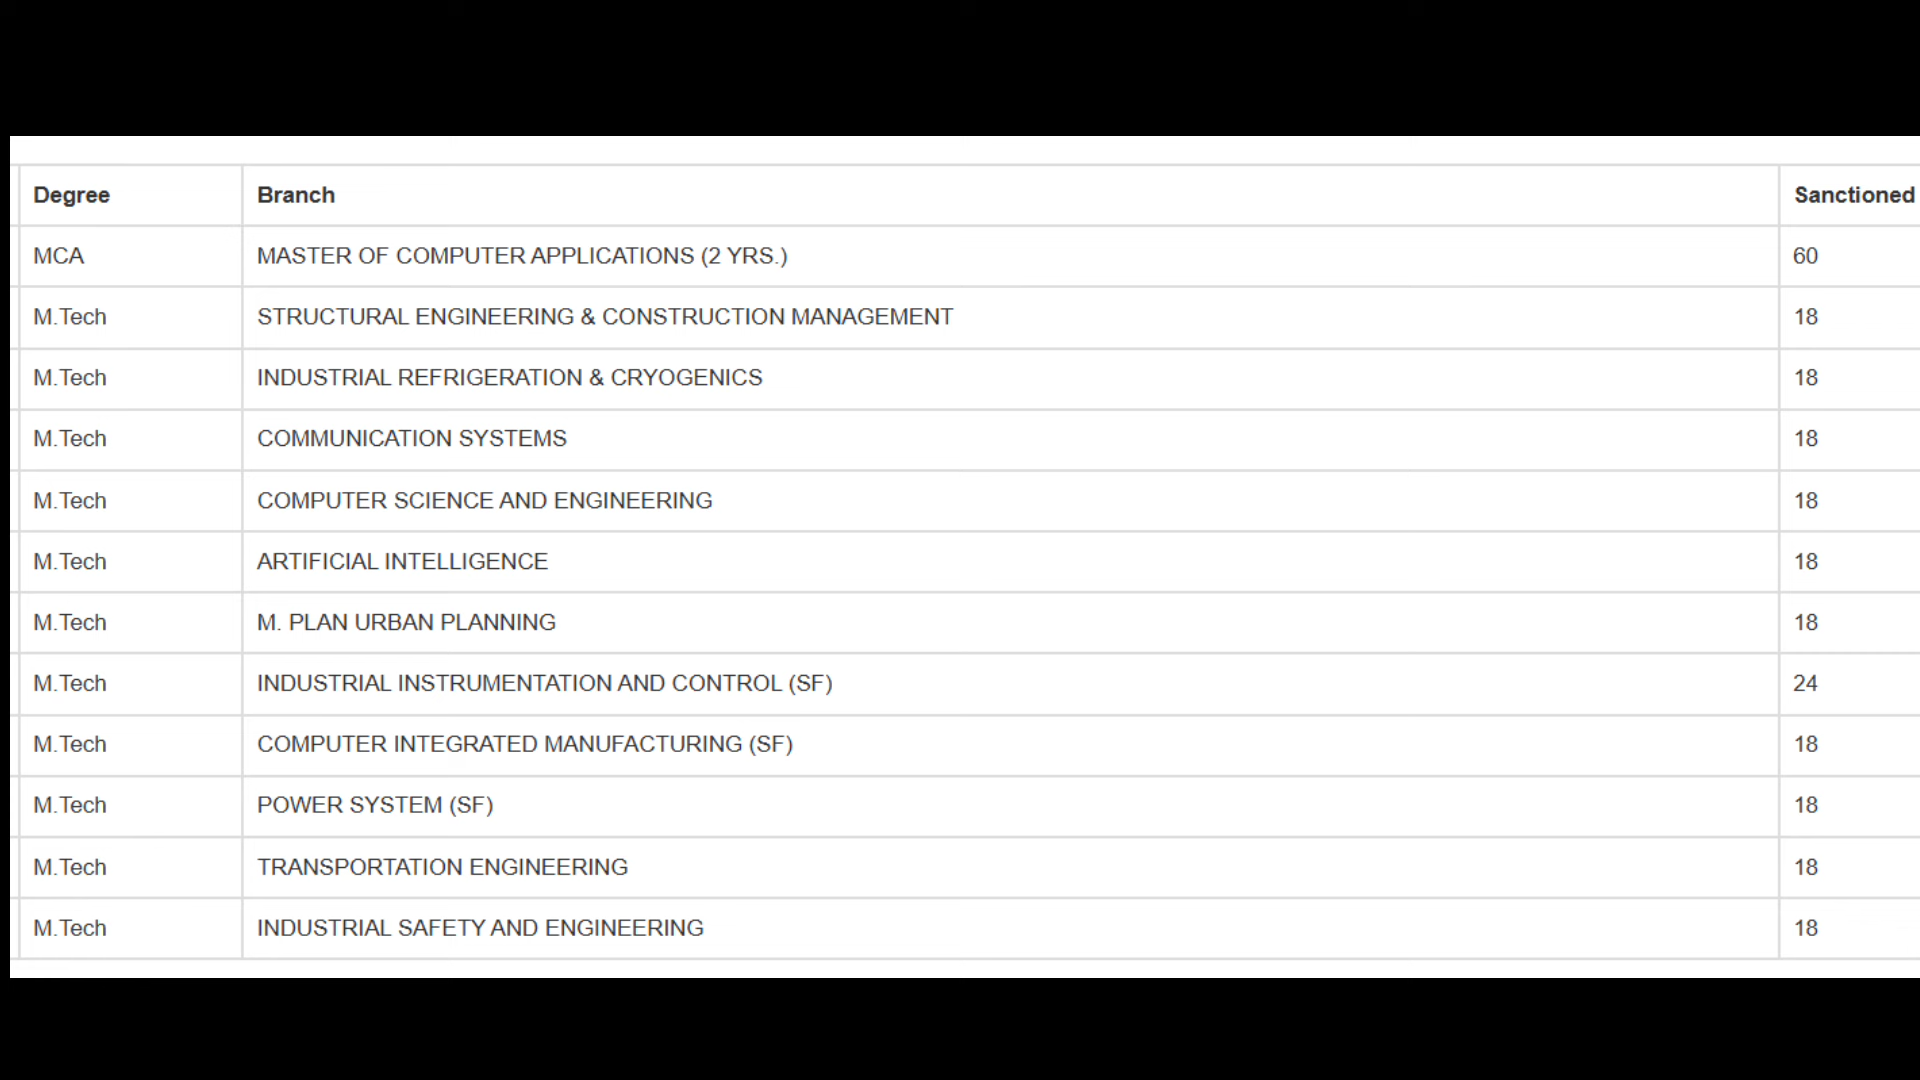 Degree Branch Sanctioned
MCA MASTER OF COMPUTER APPLICATIONS (2 YRS.) 60
M.Tech STRUCTURAL ENGINEERING & CONSTRUCTION MANAGEMENT 18
M.Tech INDUSTRIAL REFRIGERATION & CRYOGENICS 18
M.Tech COMMUNICATION SYSTEMS 18
M.Tech COMPUTER SCIENCE AND ENGINEERING 18
M.Tech ARTIFICIAL INTELLIGENCE 18
M.Tech M. PLAN URBAN PLANNING 18
M.Tech INDUSTRIAL INSTRUMENTATION AND CONTROL (SF) 24
M.Tech COMPUTER INTEGRATED MANUFACTURING (SF) 18
M.Tech POWER SYSTEM (SF) 18
M.Tech TRANSPORTATION ENGINEERING 18
M.Tech INDUSTRIAL SAFETY AND ENGINEERING 18